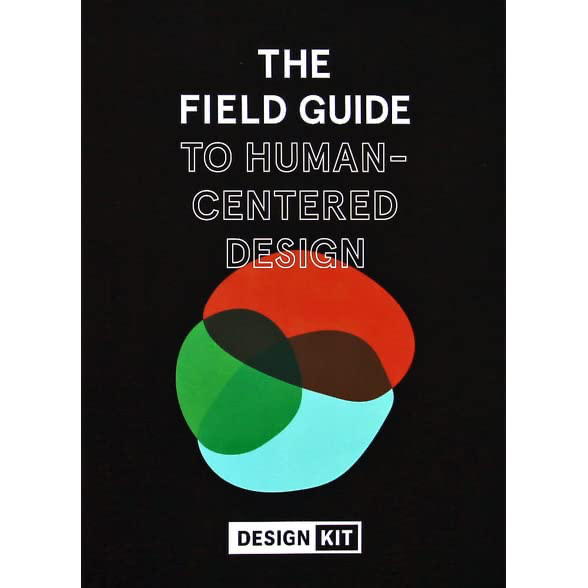 THE
FIELD GUIDE
TO HUMAN-
CENTERED
DESIGN
DESIGN KIT